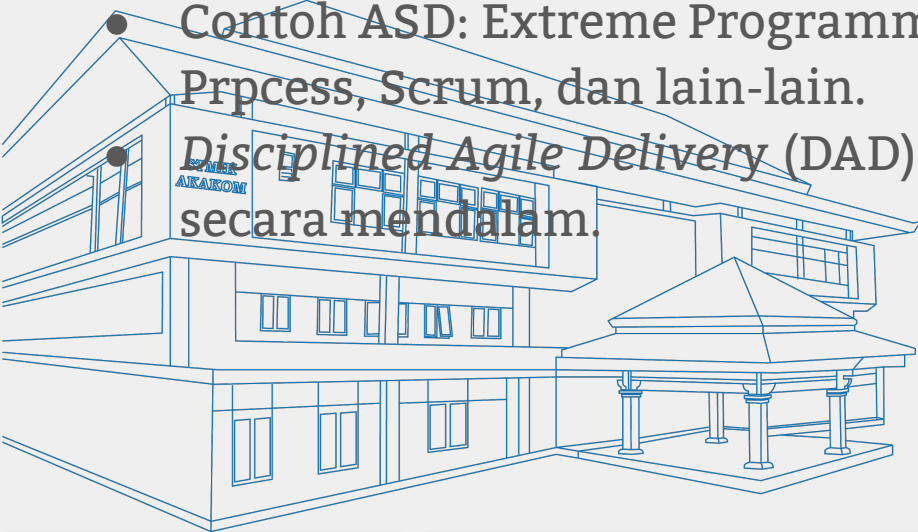 • Contoh ASD: Extreme Programm
Prpcess, Scrum, dan lain-lain.
• Disciplined Agile Delivery (DAD)
STMIK
AKAKOM
secara mendalam.